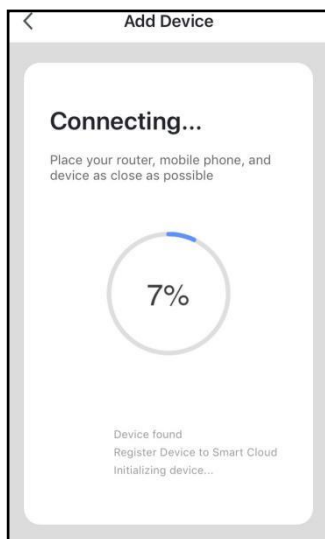 Add Device
Connecting...
Place your router, mobile phone, and
device as close as possible
7%
Device found
Register Device to Smart Cloud
Initializing device...